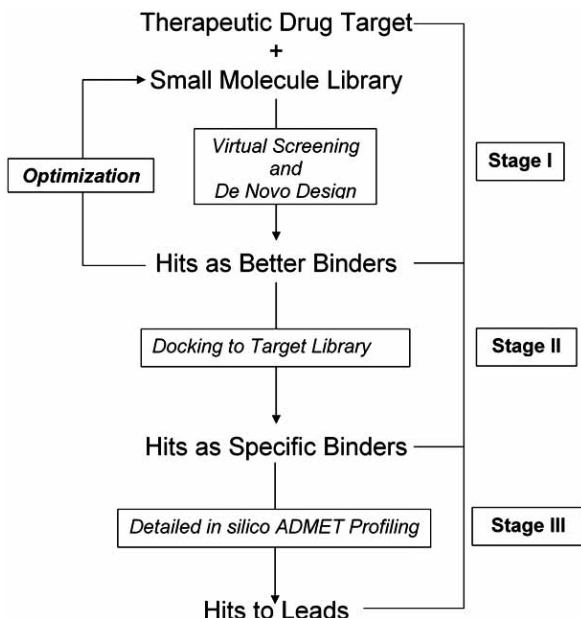 Therapeutic Drug Target
+
Small Molecule Library
Virtual Screening
and
De Novo Design
Optimization
Stage I
Hits as Better Binders
Docking to Target Library
Stage II
Hits as Specific Binders
Detailed in silico ADMET Profiling
Stage III
Hits to Leads